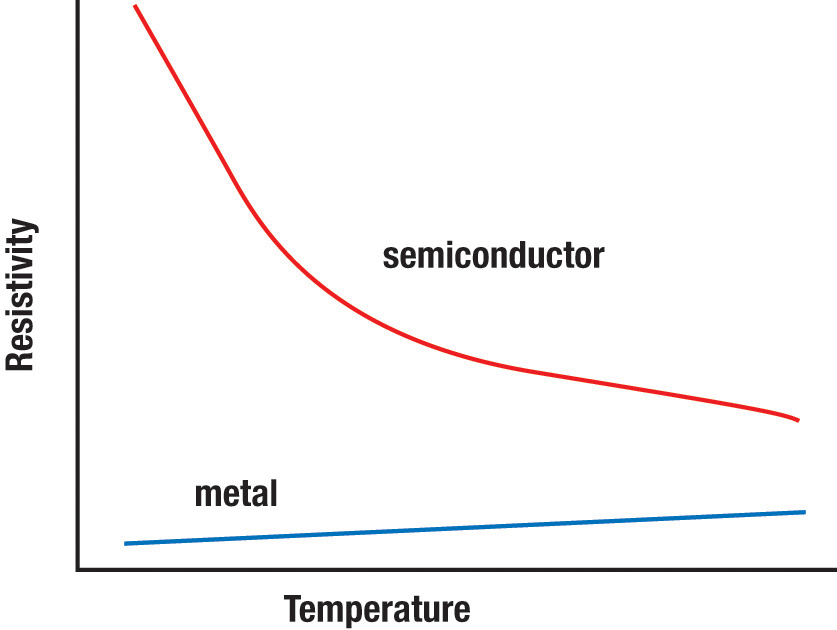 Resistivity
semiconductor
metal
Temperature